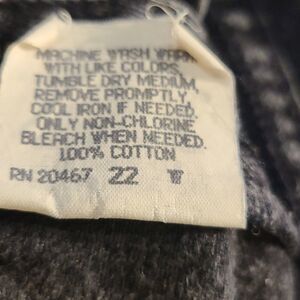 MACHINE WASH WARM
WITH LIKE COLORS,
TUMBLE DRY MEDIUM,
REMOVE PROMPTLY,
COOL IRON IF NEEDED,
ONLY NON-CHLORINE
BLEACH WHEN NEEDED.
100% COTTON
RN 20467 22 W